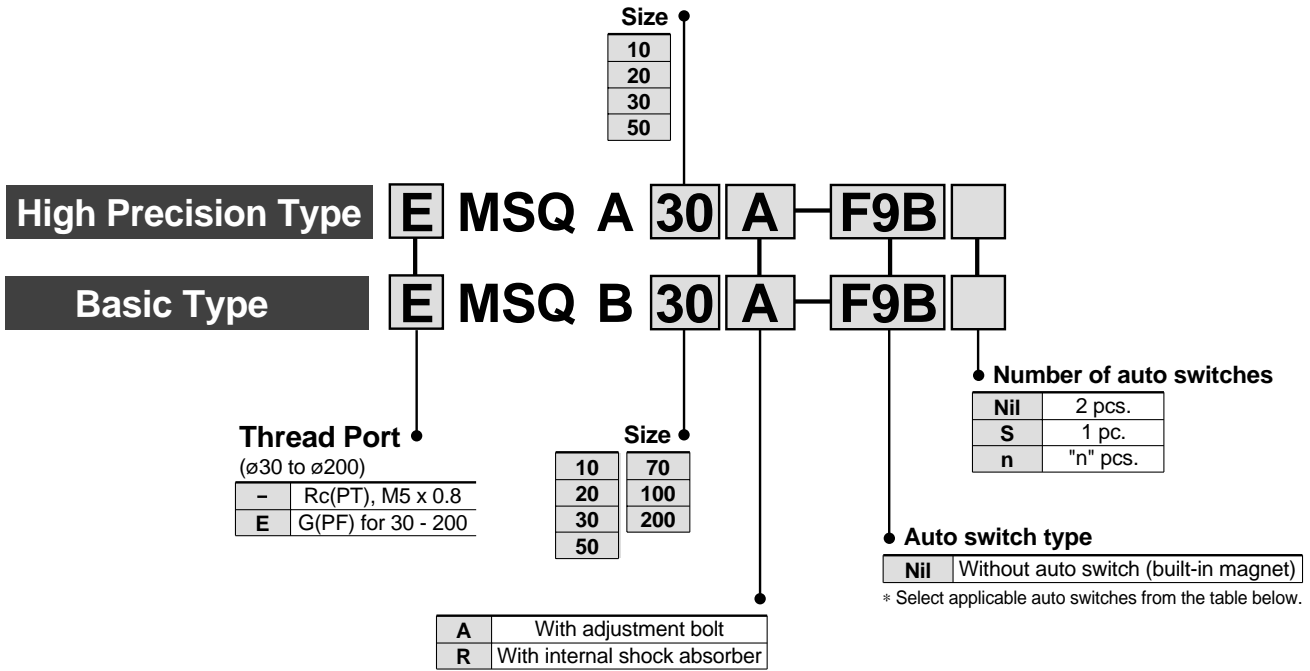 Size
10
20
30
50
High Precision Type E MSQ A 30 A — F9B
Basic Type E MSQ B 30 A — F9B
Number of auto switches
Nil 2 pcs.
S 1 pc.
n "n" pcs.
Thread Port
(ø30 to ø200)
– Rc(PT), M5 x 0.8
E G(PF) for 30 - 200
Size
10 70
20 100
30 200
50
Auto switch type
Nil Without auto switch (built-in magnet)
* Select applicable auto switches from the table below.
A With adjustment bolt
R With internal shock absorber